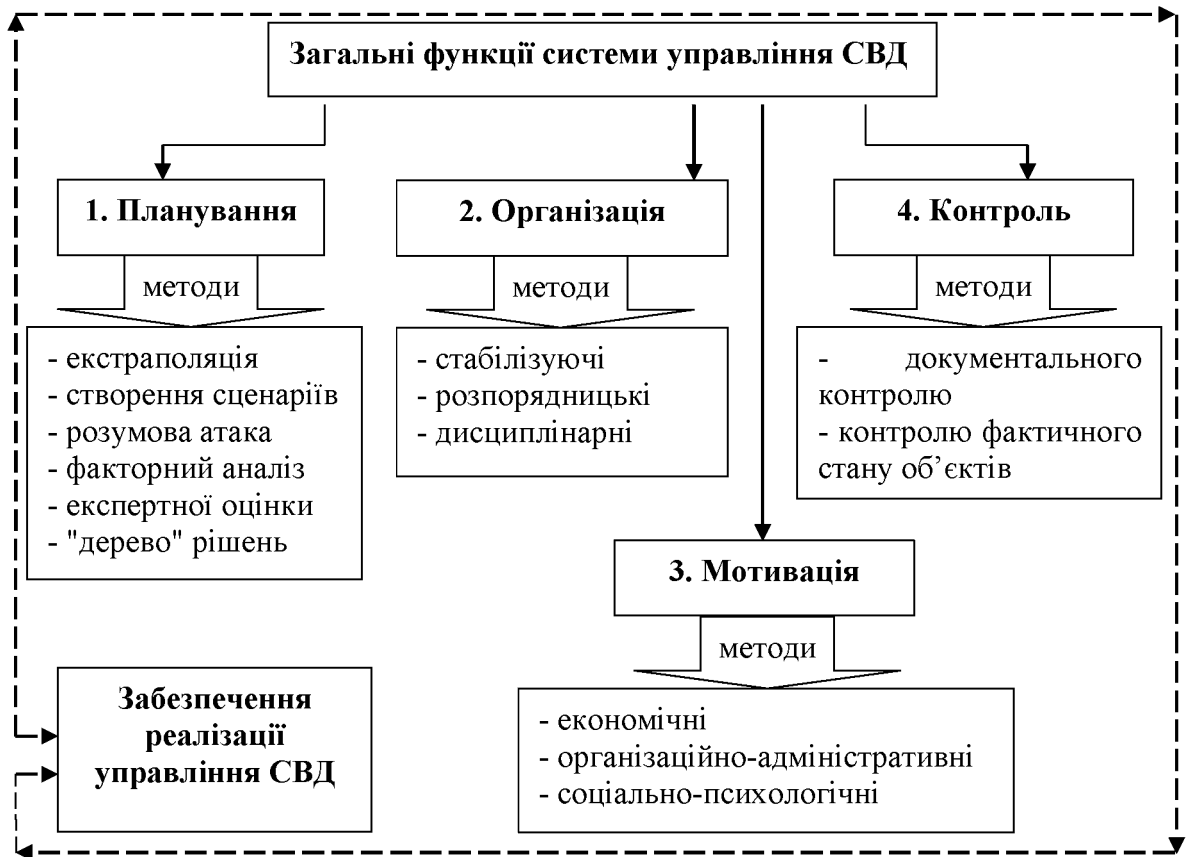 Загальні функції системи управління СВД
1. Планування
методи
- екстраполяція
- створення сценаріїв
- розумова атака
- факторний аналіз
- експертної оцінки
- "дерево" рішень
2. Організація
методи
- стабілізуючі
- розпорядницькі
- дисциплінарні
4. Контроль
методи
- документального
контролю
- контролю фактичного
стану об’єктів
3. Мотивація
методи
- економічні
- організаційно-адміністративні
- соціально-психологічні
Забезпечення
реалізації
управління СВД